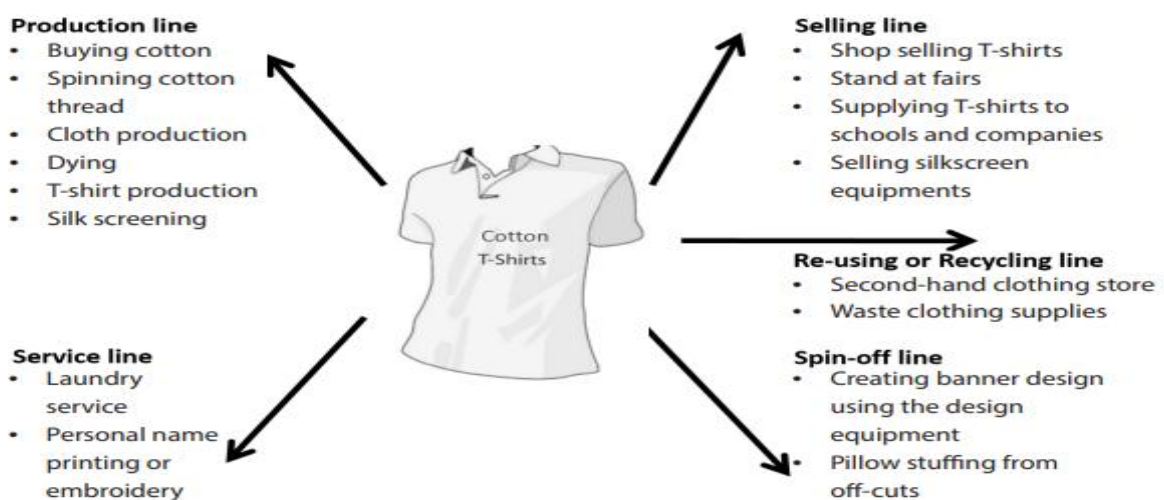 Production line
• Buying cotton
• Spinning cotton
thread
• Cloth production
• Dying
• T-shirt production
• Silk screening
Selling line
• Shop selling T-shirts
• Stand at fairs
• Supplying T-shirts to
schools and companies
• Selling silkscreen
equipments
Cotton
T-Shirts
Re-using or Recycling line
• Second-hand clothing store
• Waste clothing supplies
Service line
• Laundry
service
• Personal name
printing or
embroidery
Spin-off line
• Creating banner design
using the design
equipment
• Pillow stuffing from
off-cuts